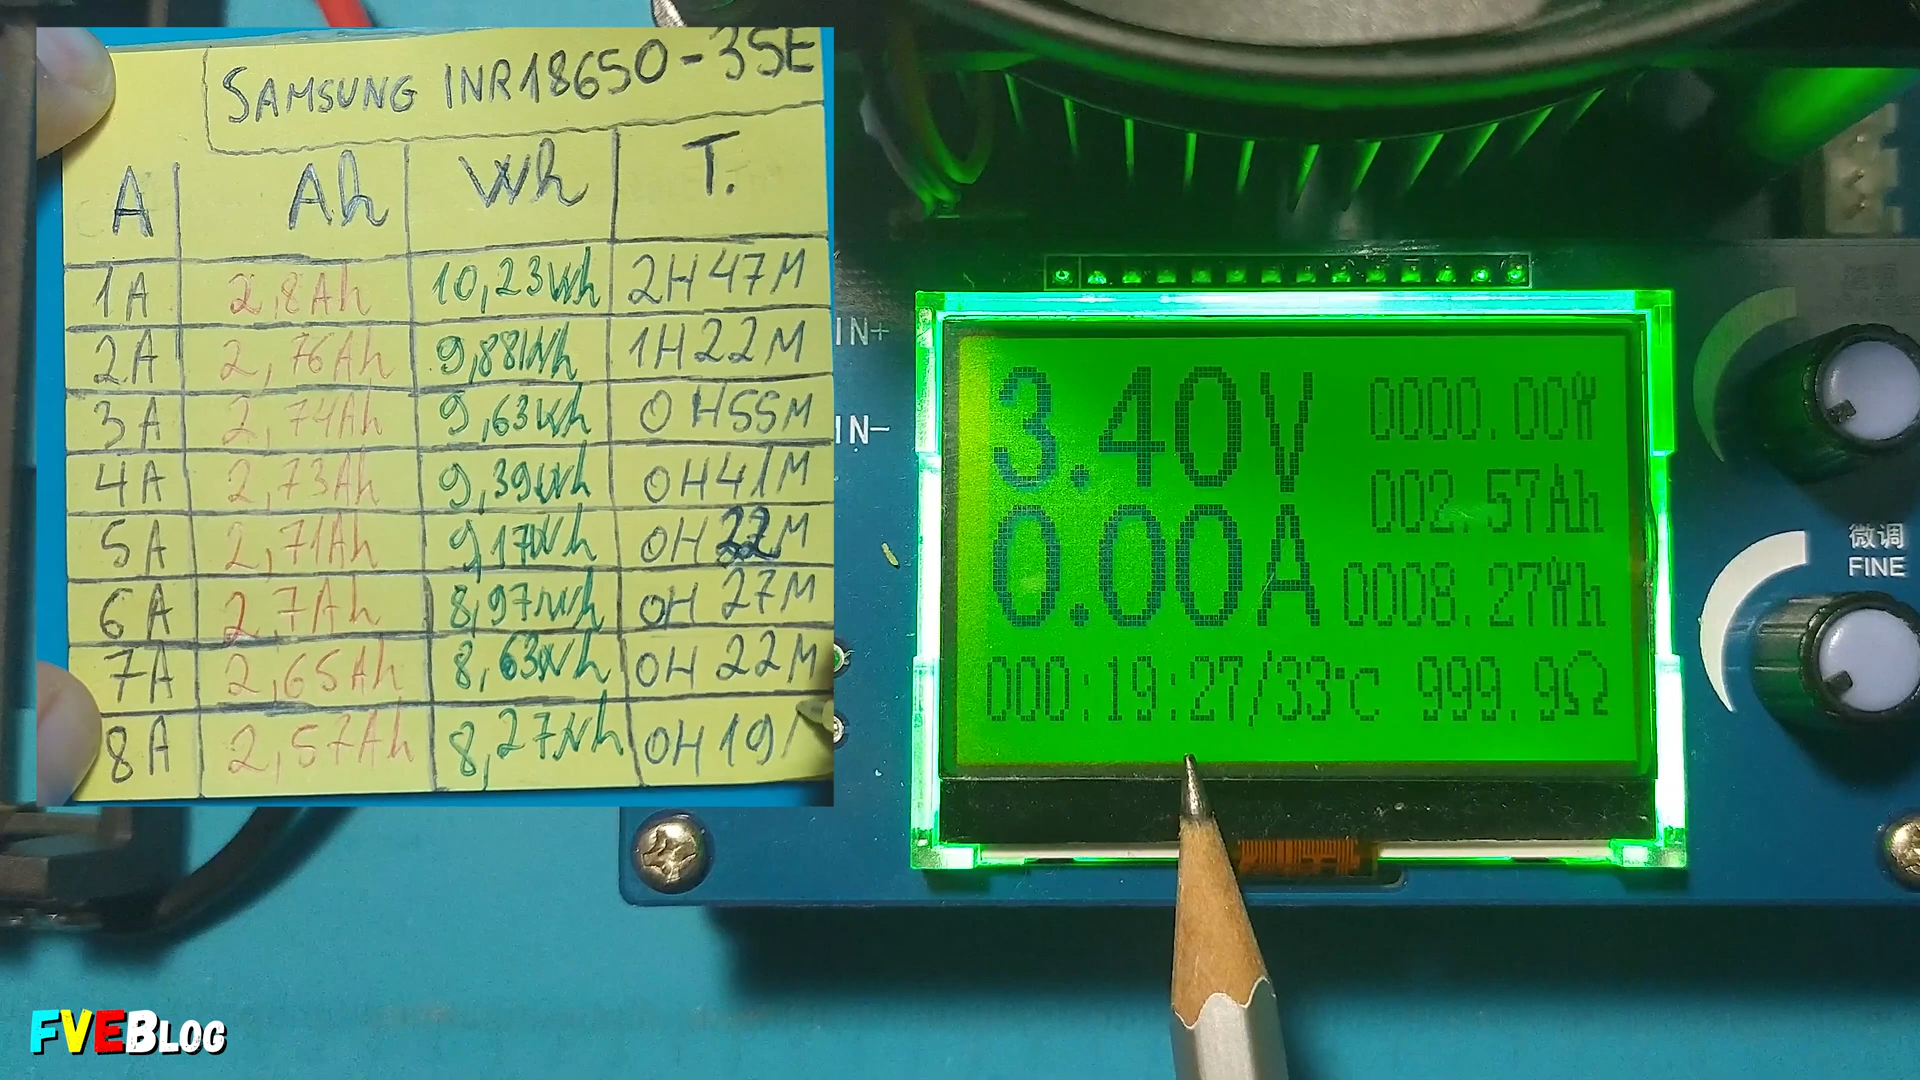 SAMSUNG INR18650-35E
A Ah Wh T.
1A 2,8Ah 10,23Wh 2H47M
2A 2,76Ah 9,88Wh 1H22M
3A 2,74Ah 9,63Wh 0H55M
4A 2,73Ah 9,39Wh 0H41M
5A 2,71Ah 9,17Wh 0H22M
6A 2,7Ah 8,97Wh 0H27M
7A 2,65Ah 8,63Wh 0H22M
8A 2,57Ah 8,27Wh 0H19M
IN+
IN-
3.40V 0000.00W
002.57Ah
0.00A 0008.27Wh
000:19:27/33℃ 999.9Ω
微调
FINE
FVEBLOG